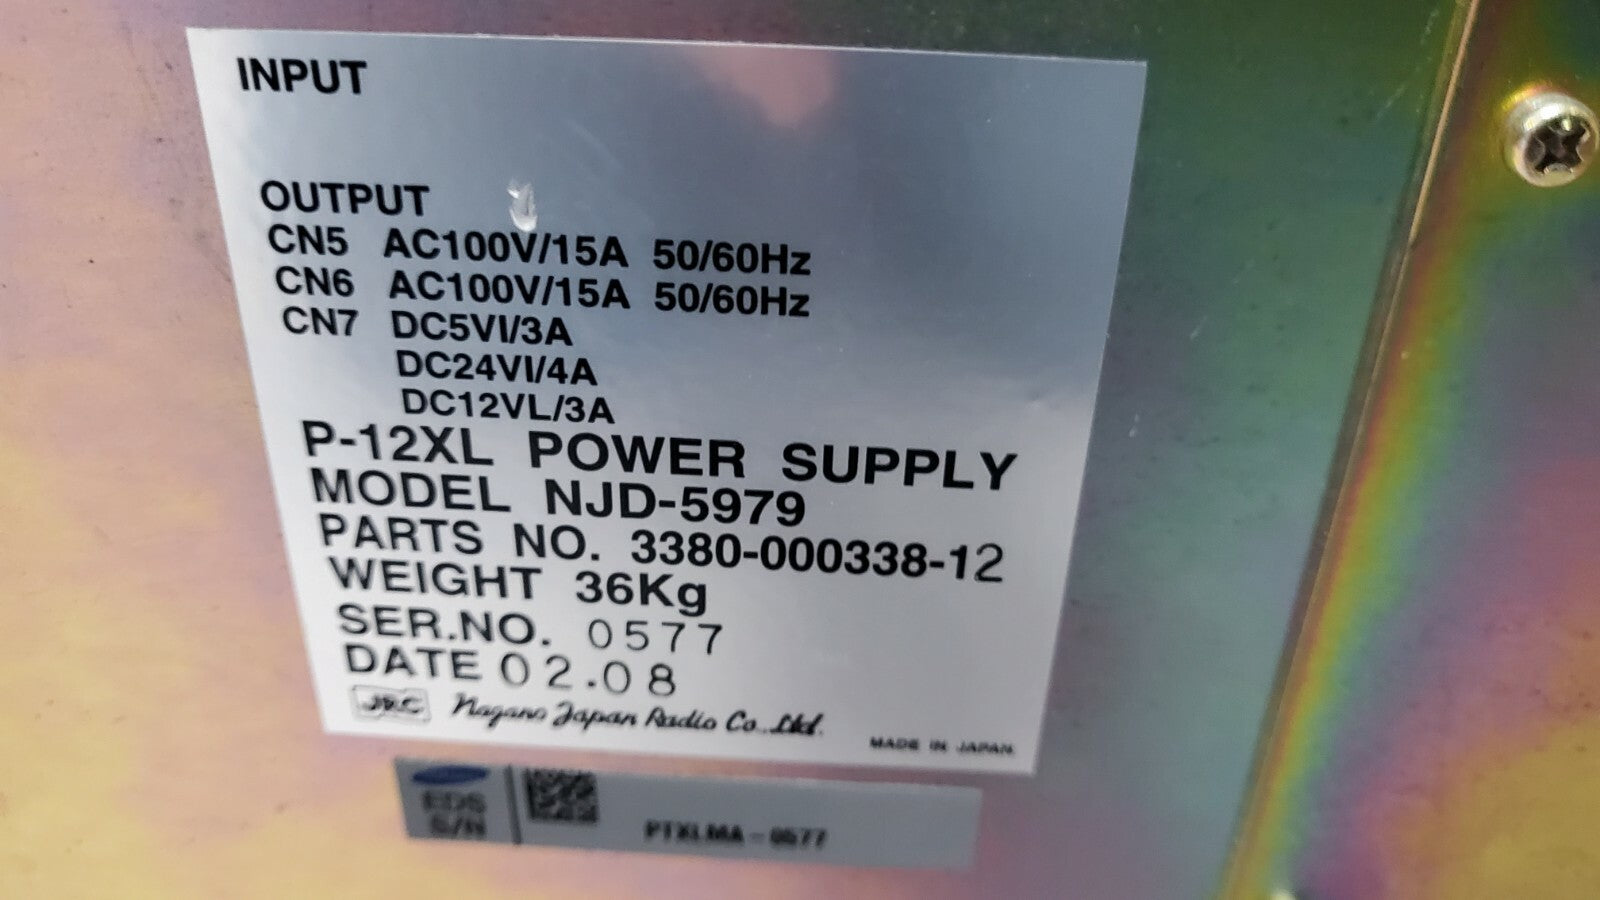 INPUT
OUTPUT
CN5 AC100V/15A 50/60Hz
CN6 AC100V/15A 50/60Hz
CN7 DC5VI/3A
DC24VI/4A
DC12VL/3A
P-12XL POWER SUPPLY
MODEL NJD-5979
PARTS NO. 3380-000338-12
WEIGHT 36Kg
SER.NO. 0577
DATE 02.08
JRC Nagano Japan Radio Co.,Ltd.
MADE IN JAPAN
EDS
S/N
PTXLMA-0577